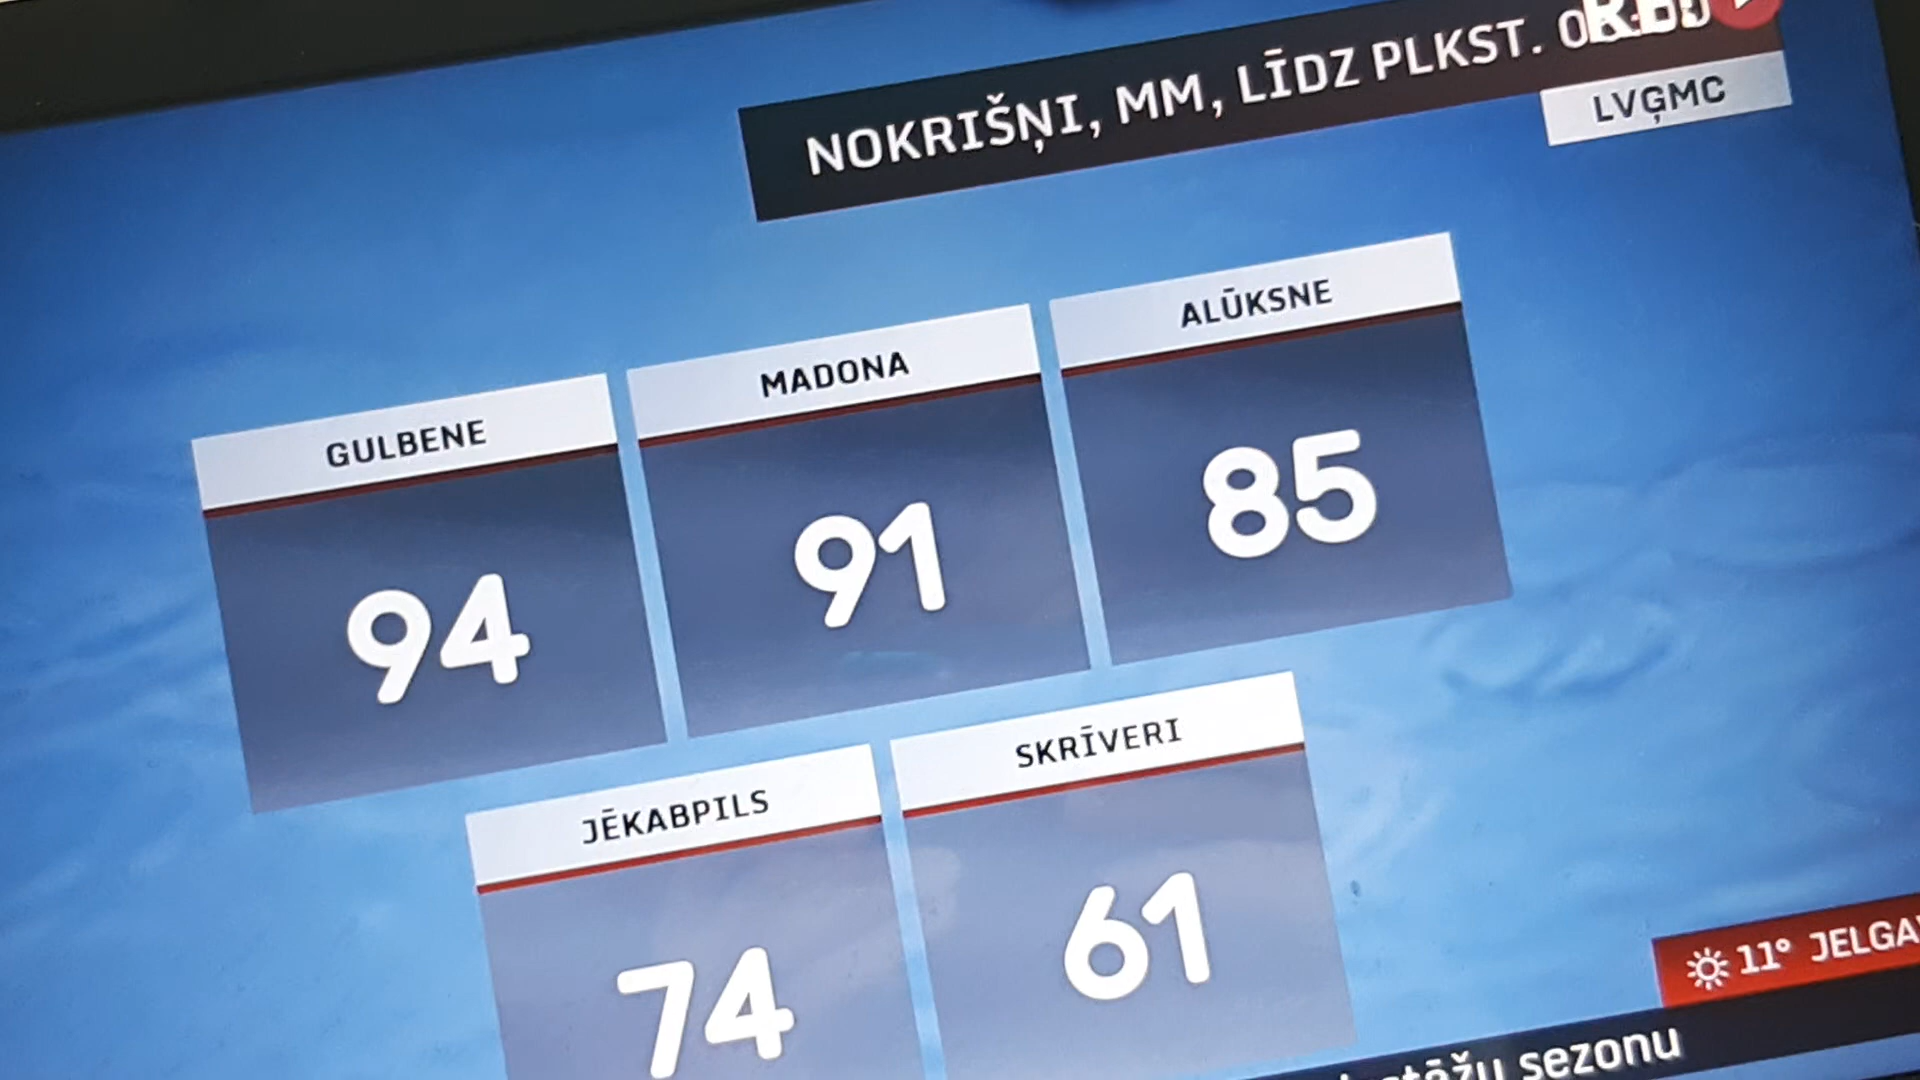 NOKRIŠŅI, MM, LĪDZ PLKST.
LVĢMC
GULBENE
94
MADONA
91
ALŪKSNE
85
JĒKABPILS
74
SKRĪVERI
61
11°
sezonu